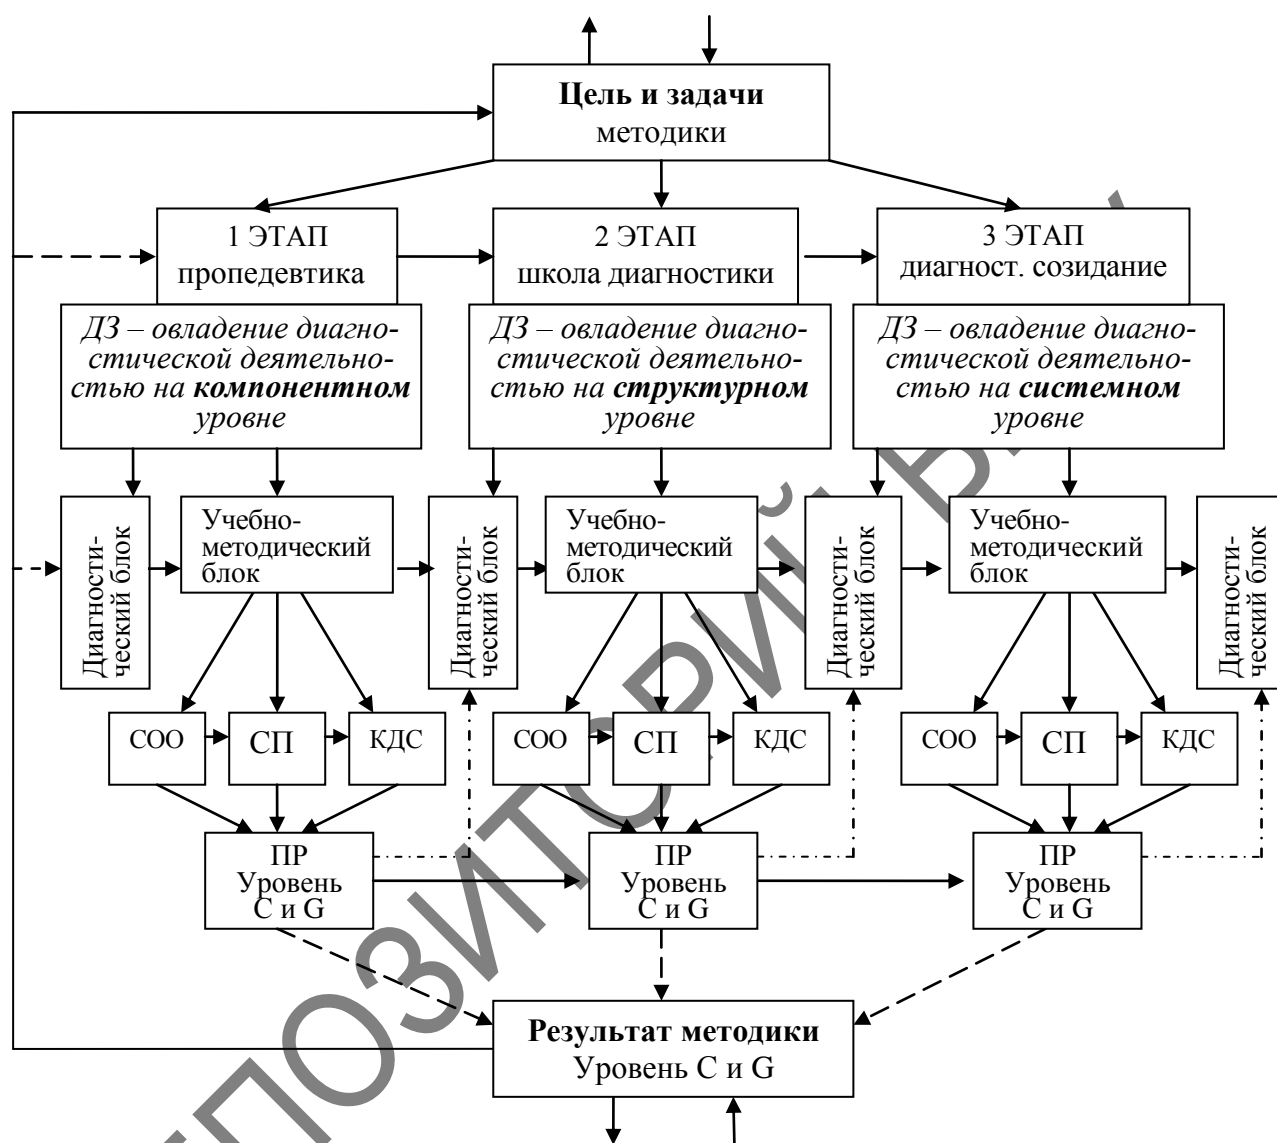 Цель и задачи
методики
1 ЭТАП
пропедевтика
2 ЭТАП
школа диагностики
3 ЭТАП
диагност. созидание
ДЗ – овладение диагно-
стической деятельно-
стью на компонентном
уровне
ДЗ – овладение диагно-
стической деятельно-
стью на структурном
уровне
ДЗ – овладение диагно-
стической деятельно-
стью на системном
уровне
Диагности-
ческий блок
Учебно-
методический
блок
Диагности-
ческий блок
Учебно-
методический
блок
Диагности-
ческий блок
Учебно-
методический
блок
Диагности-
ческий блок
СОО
СП
КДС
СОО
СП
КДС
СОО
СП
КДС
ПР
Уровень
С и G
ПР
Уровень
С и G
ПР
Уровень
С и G
Результат методики
Уровень С и G